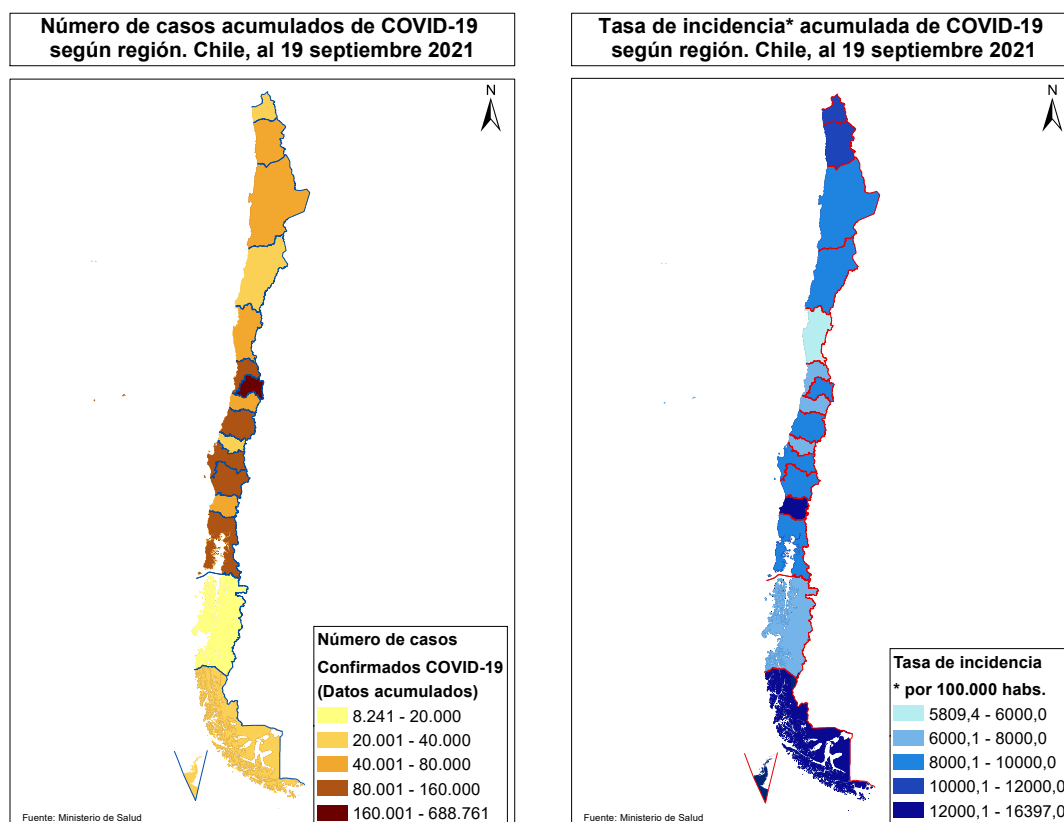 Número de casos acumulados de COVID-19
según región. Chile, al 19 septiembre 2021
N
Número de casos
Confirmados COVID-19
(Datos acumulados)
8.241 - 20.000
20.001 - 40.000
40.001 - 80.000
80.001 - 160.000
160.001 - 688.761
Fuente: Ministerio de Salud
Tasa de incidencia* acumulada de COVID-19
según región. Chile, al 19 septiembre 2021
N
Tasa de incidencia
* por 100.000 habs.
5809,4 - 6000,0
6000,1 - 8000,0
8000,1 - 10000,0
10000,1 - 12000,0
12000,1 - 16397,0
Fuente: Ministerio de Salud